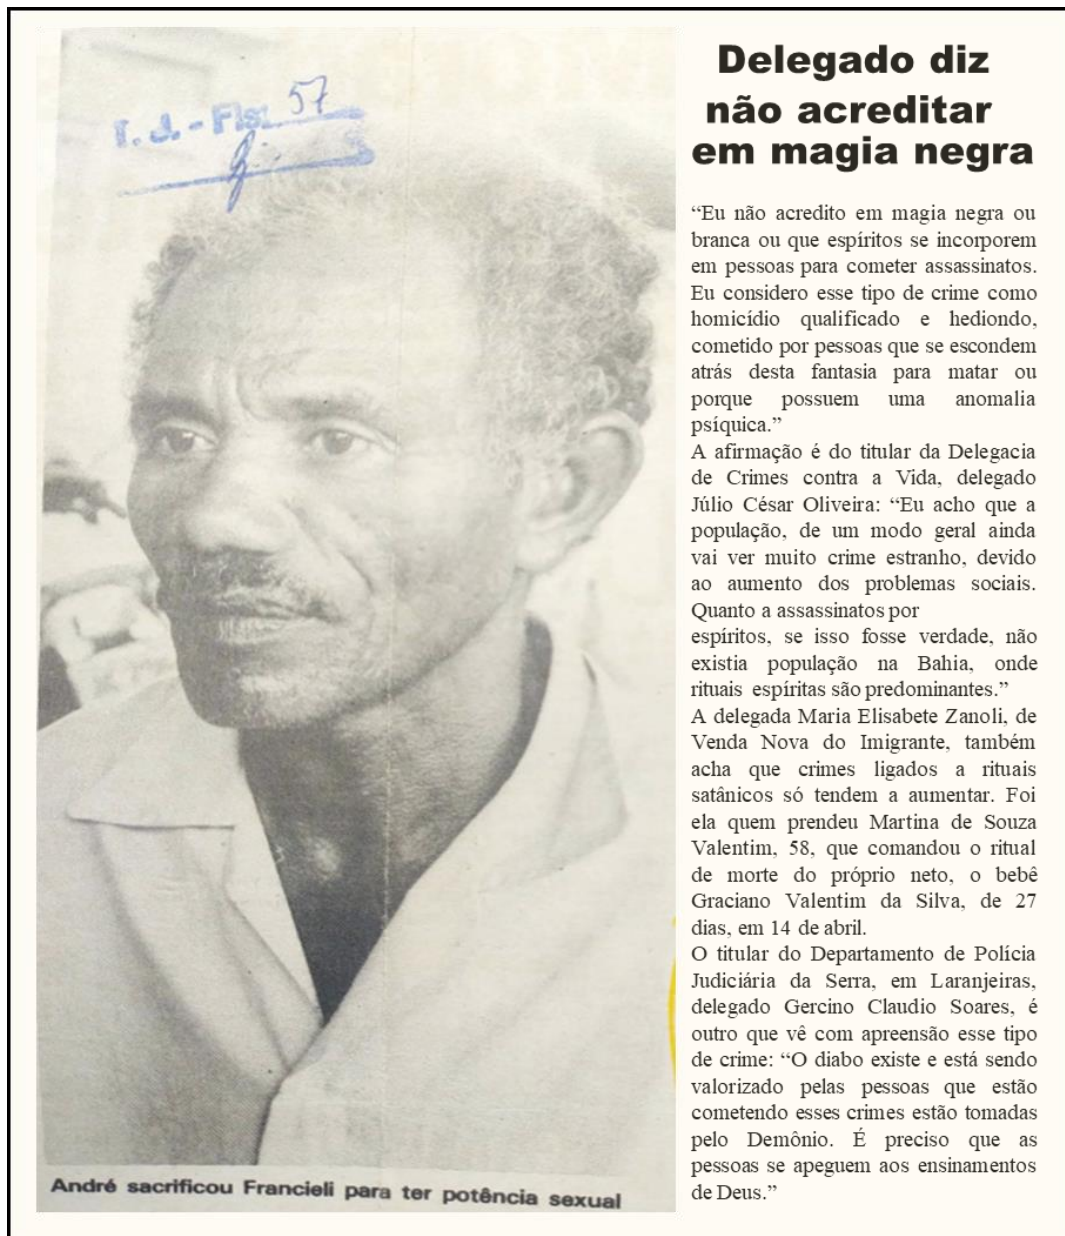 T. J. - Fls. 57
André sacrificou Francieli para ter potência sexual
Delegado diz
não acreditar
em magia negra
“Eu não acredito em magia negra ou
branca ou que espíritos se incorporem
em pessoas para cometer assassinatos.
Eu considero esse tipo de crime como
homicídio qualificado e hediondo,
cometido por pessoas que se escondem
atrás desta fantasia para matar ou
porque possuem uma anomalia
psíquica.”
A afirmação é do titular da Delegacia
de Crimes contra a Vida, delegado
Júlio César Oliveira: “Eu acho que a
população, de um modo geral ainda
vai ver muito crime estranho, devido
ao aumento dos problemas sociais.
Quanto a assassinatos por
espíritos, se isso fosse verdade, não
existia população na Bahia, onde
rituais espíritas são predominantes.”
A delegada Maria Elisabete Zanoli, de
Venda Nova do Imigrante, também
acha que crimes ligados a rituais
satânicos só tendem a aumentar. Foi
ela quem prendeu Martina de Souza
Valentim, 58, que comandou o ritual
de morte do próprio neto, o bebê
Graciano Valentim da Silva, de 27
dias, em 14 de abril.
O titular do Departamento de Polícia
Judiciária da Serra, em Laranjeiras,
delegado Gercino Claudio Soares, é
outro que vê com apreensão esse tipo
de crime: “O diabo existe e está sendo
valorizado pelas pessoas que estão
cometendo esses crimes estão tomadas
pelo Demônio. É preciso que as
pessoas se apeguem aos ensinamentos
de Deus.”